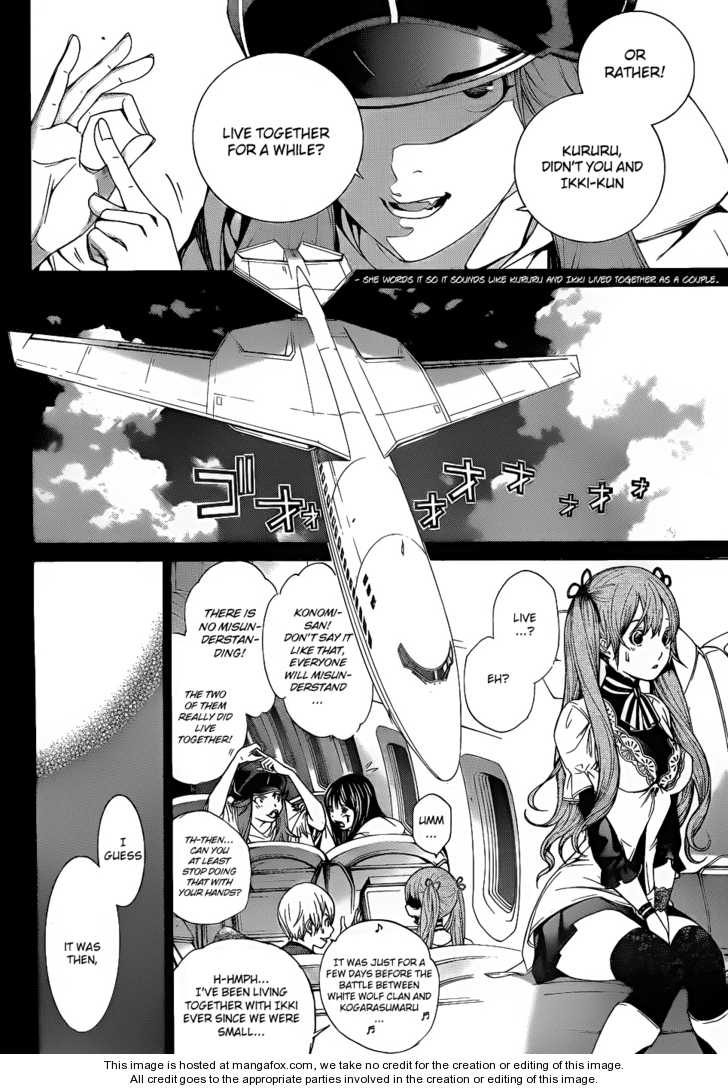 OR
RATHER!
KURURU,
DIDN'T YOU AND
IKKI-KUN
LIVE TOGETHER
FOR A WHILE?
~ SHE WORDS IT SO IT SOUNDS LIKE KURURU AND IKKI LIVED TOGETHER AS A COUPLE.
ゴオオォオオォオオォ
LIVE
...?
EH?
KONOMI-
SAN!
DON'T SAY IT
LIKE THAT,
EVERYONE
WILL MISUN-
DERSTAND
...
THERE IS
NO MISUN-
DERSTAN-
DING!
THE TWO
OF THEM
REALLY DID
LIVE
TOGETHER!
UMM
...
TH-THEN...
CAN YOU
AT LEAST
STOP DOING
THAT WITH
YOUR HANDS?
IT WAS JUST FOR A
FEW DAYS BEFORE THE
BATTLE BETWEEN
WHITE WOLF CLAN AND
KOGARASUMARU
...
♪ ♬
H-HMPH...
I'VE BEEN LIVING
TOGETHER WITH IKKI
EVER SINCE WE WERE
SMALL...
I
GUESS
IT WAS
THEN,
This image is hosted at mangafox.com, we take no credit for the creation or editing of this image.
All credit goes to the appropriate parties involved in the creation or editing of this image.